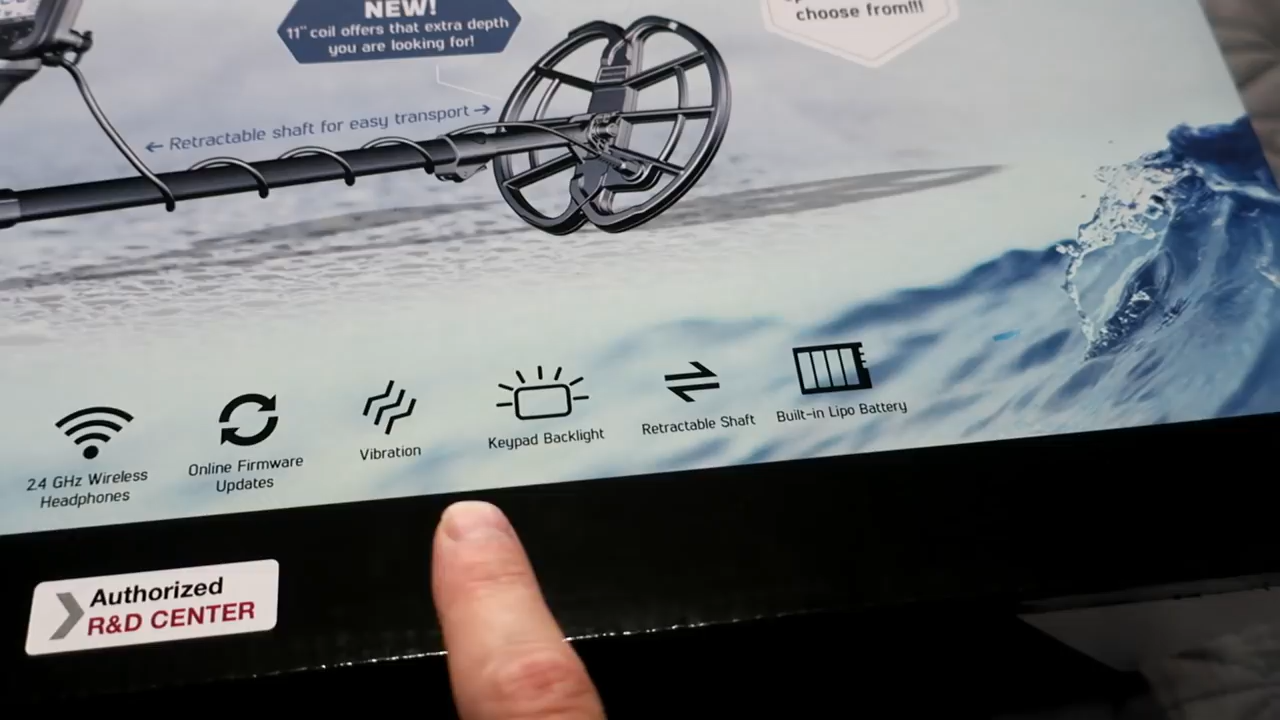 NEW!
11" coil offers that extra depth
you are looking for!
choose from!!!
← Retractable shaft for easy transport →
2.4 GHz Wireless
Headphones
Online Firmware
Updates
Vibration
Keypad Backlight
Retractable Shaft
Built-in Lipo Battery
Authorized
R&D CENTER